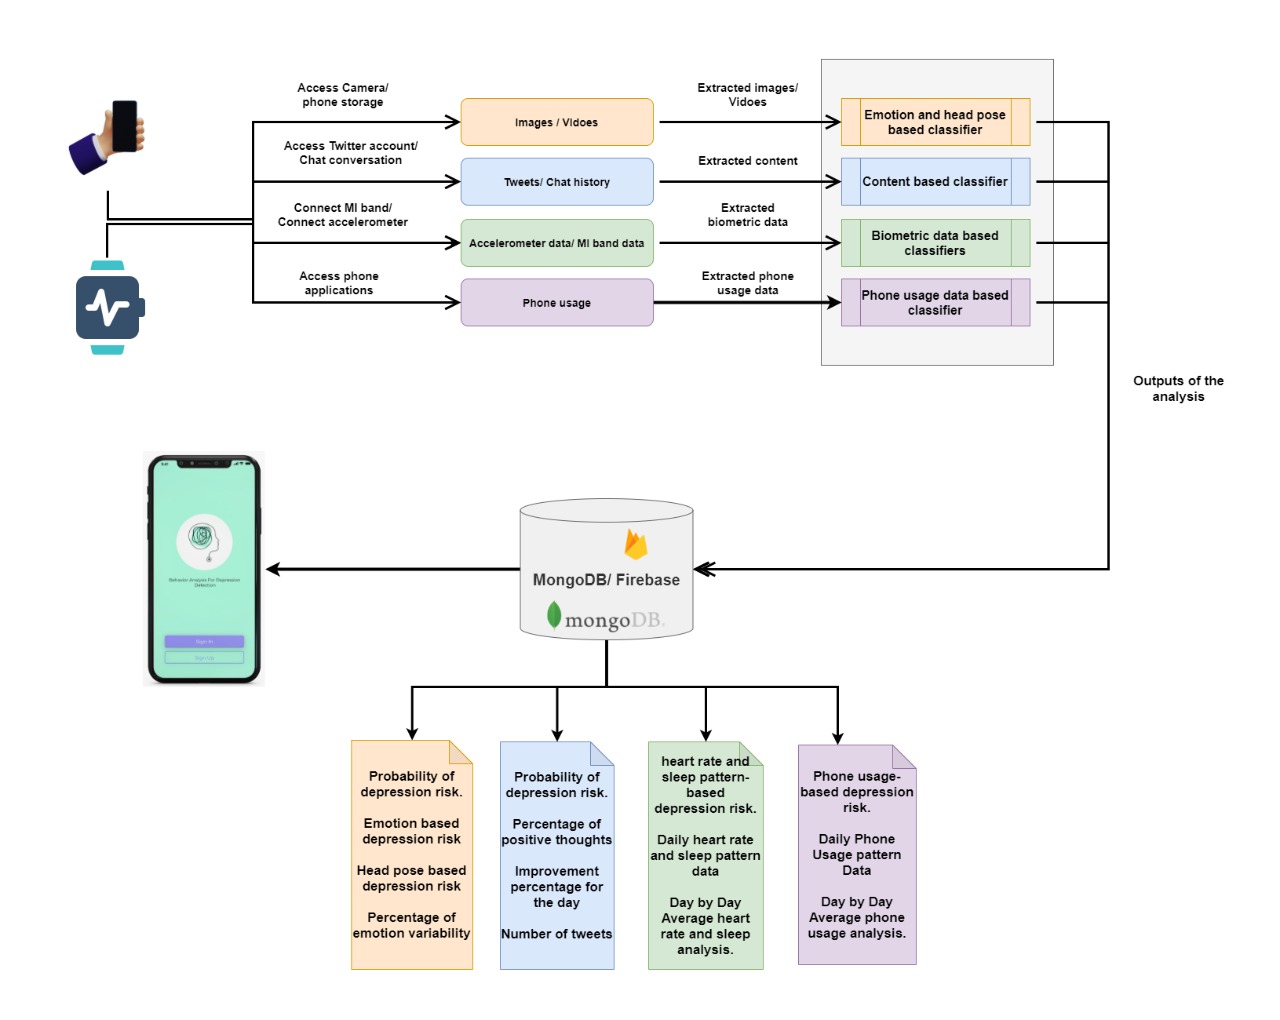 Access Camera/
phone storage
Extracted images/
Vidoes
Images / Vidoes
Emotion and head pose
based classifier
Access Twitter account/
Chat conversation
Extracted content
Tweets/ Chat history
Content based classifier
Connect MI band/
Connect accelerometer
Extracted
biometric data
Accelerometer data/ MI band data
Biometric data based
classifiers
Access phone
applications
Extracted phone
usage data
Phone usage
Phone usage data based
classifier
Outputs of the
analysis
Behavior Analysis For Depression
Detection
Sign In
Sign Up
MongoDB/ Firebase
mongoDB.
Probability of
depression risk.
Emotion based
depression risk
Head pose based
depression risk
Percentage of
emotion variability
Probability of
depression risk.
Percentage of
positive thoughts
Improvement
percentage for
the day
Number of tweets
heart rate and
sleep pattern-
based
depression risk.
Daily heart rate
and sleep pattern
data
Day by Day
Average heart
rate and sleep
analysis.
Phone usage-
based depression
risk.
Daily Phone
Usage pattern
Data
Day by Day
Average phone
usage analysis.